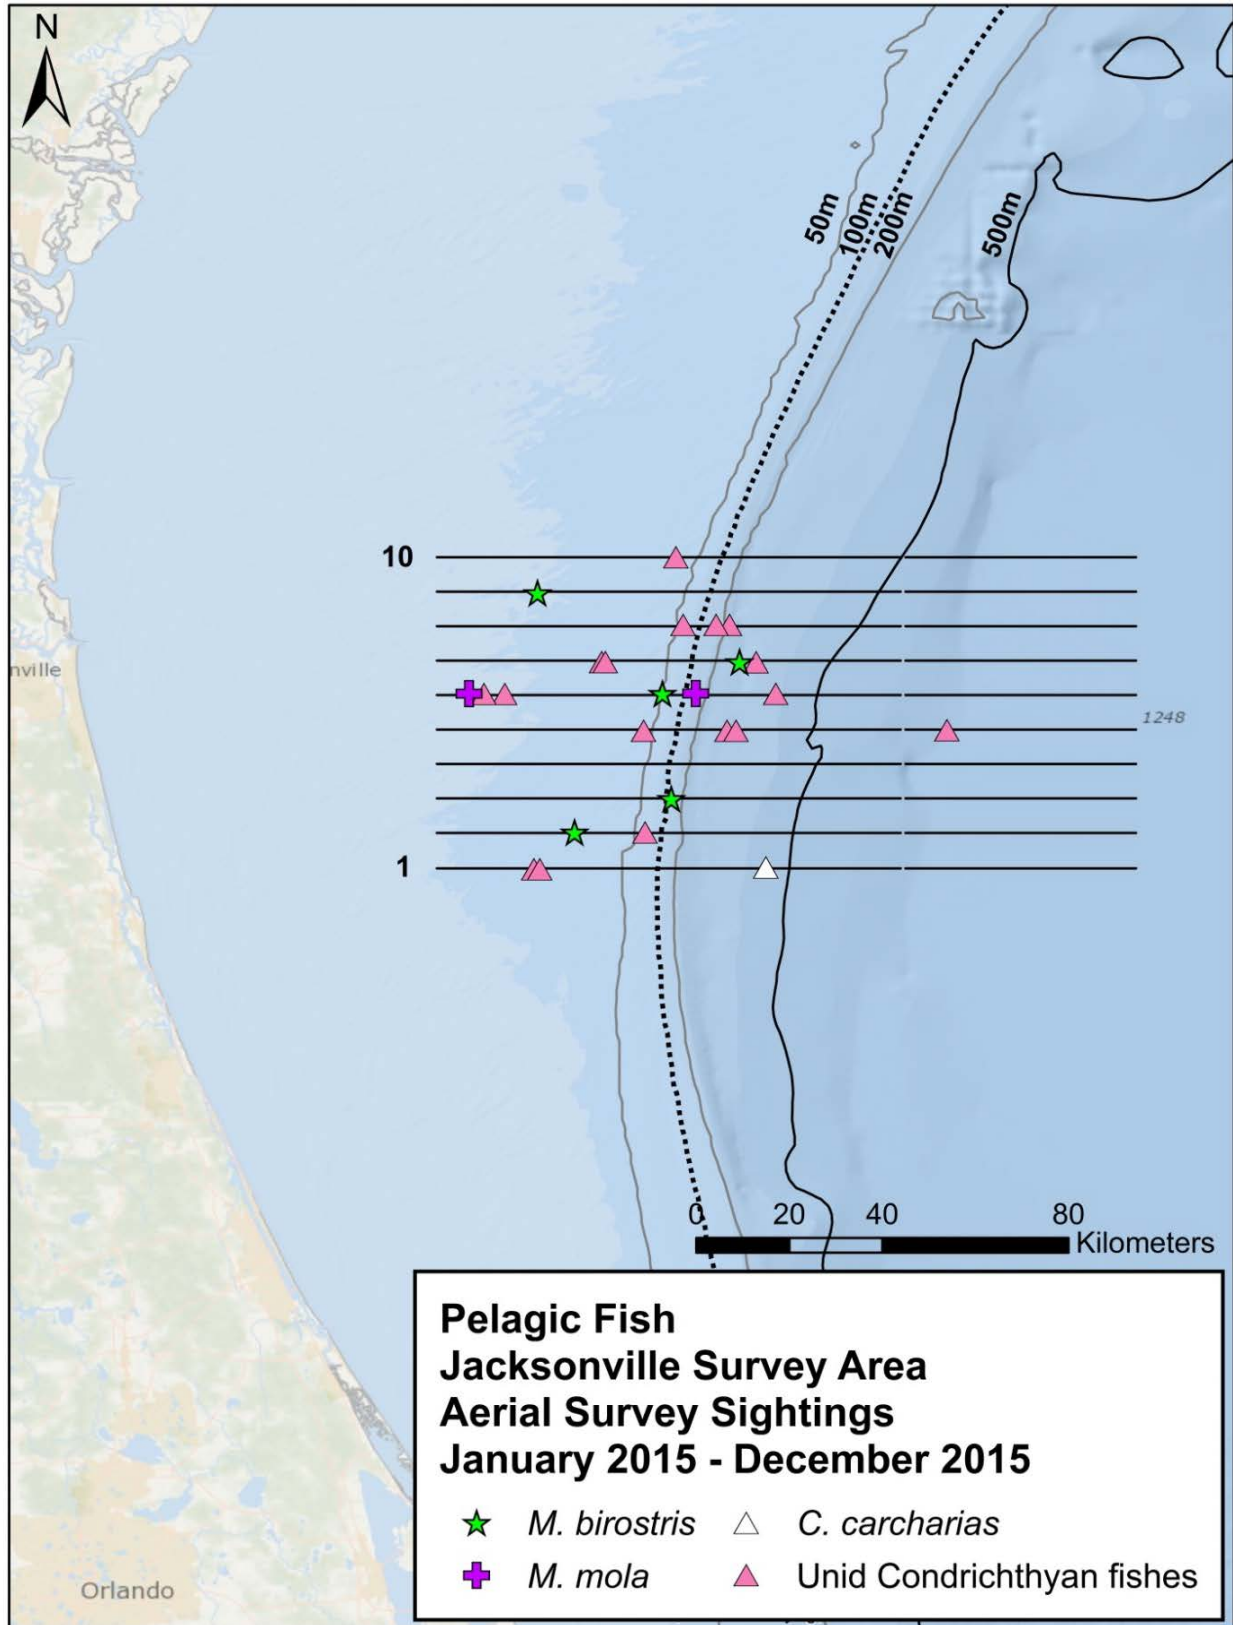 N
50m
100m
200m
500m
10
nville
1248
1
0 20 40 80
Kilometers
Pelagic Fish
Jacksonville Survey Area
Aerial Survey Sightings
January 2015 - December 2015
M. birostris C. carcharias
M. mola Unid Condrichthyan fishes
Orlando